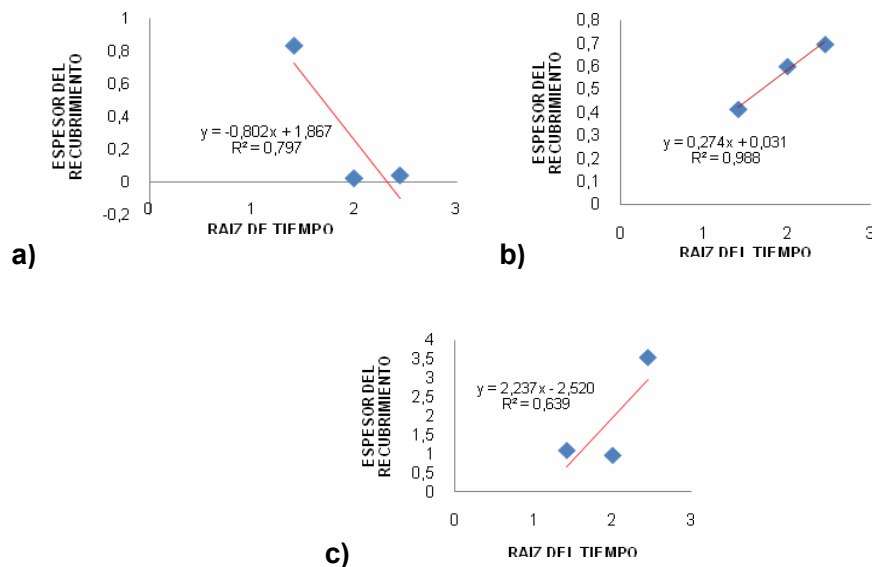 1
0,8
0,6
0,4
0,2
0
-0,2
ESPESOR DEL
RECUBRIMIENTO
y = -0,802x + 1,867
R² = 0,797
0
1
2
3
RAIZ DE TIEMPO
a)
0,8
0,7
0,6
0,5
0,4
0,3
0,2
0,1
0
ESPESOR DEL
RECUBRIMIENTO
y = 0,274x + 0,031
R² = 0,988
0
1
2
3
RAIZ DEL TIEMPO
b)
4
3,5
3
2,5
2
1,5
1
0,5
0
ESPESOR DEL
RECUBRIMIENTO
y = 2,237x - 2,520
R² = 0,639
0
1
2
3
RAIZ DEL TIEMPO
c)